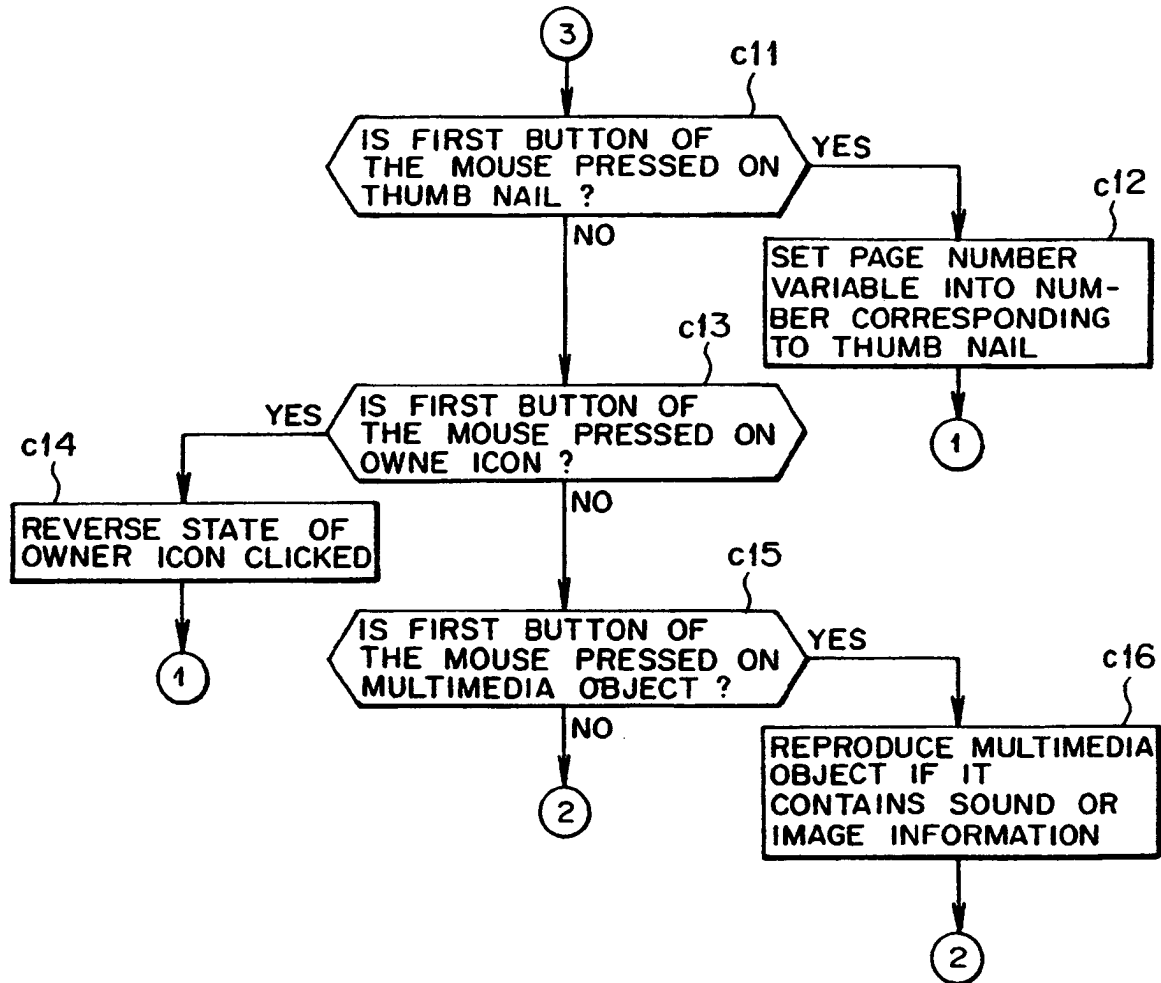 3
c11
IS FIRST BUTTON OF
THE MOUSE PRESSED ON
THUMB NAIL ?
YES
NO
c12
SET PAGE NUMBER
VARIABLE INTO NUM-
BER CORRESPONDING
TO THUMB NAIL
1
c13
IS FIRST BUTTON OF
THE MOUSE PRESSED ON
OWNE ICON ?
YES
NO
c14
REVERSE STATE OF
OWNER ICON CLICKED
1
c15
IS FIRST BUTTON OF
THE MOUSE PRESSED ON
MULTIMEDIA OBJECT ?
YES
NO
2
c16
REPRODUCE MULTIMEDIA
OBJECT IF IT
CONTAINS SOUND OR
IMAGE INFORMATION
2